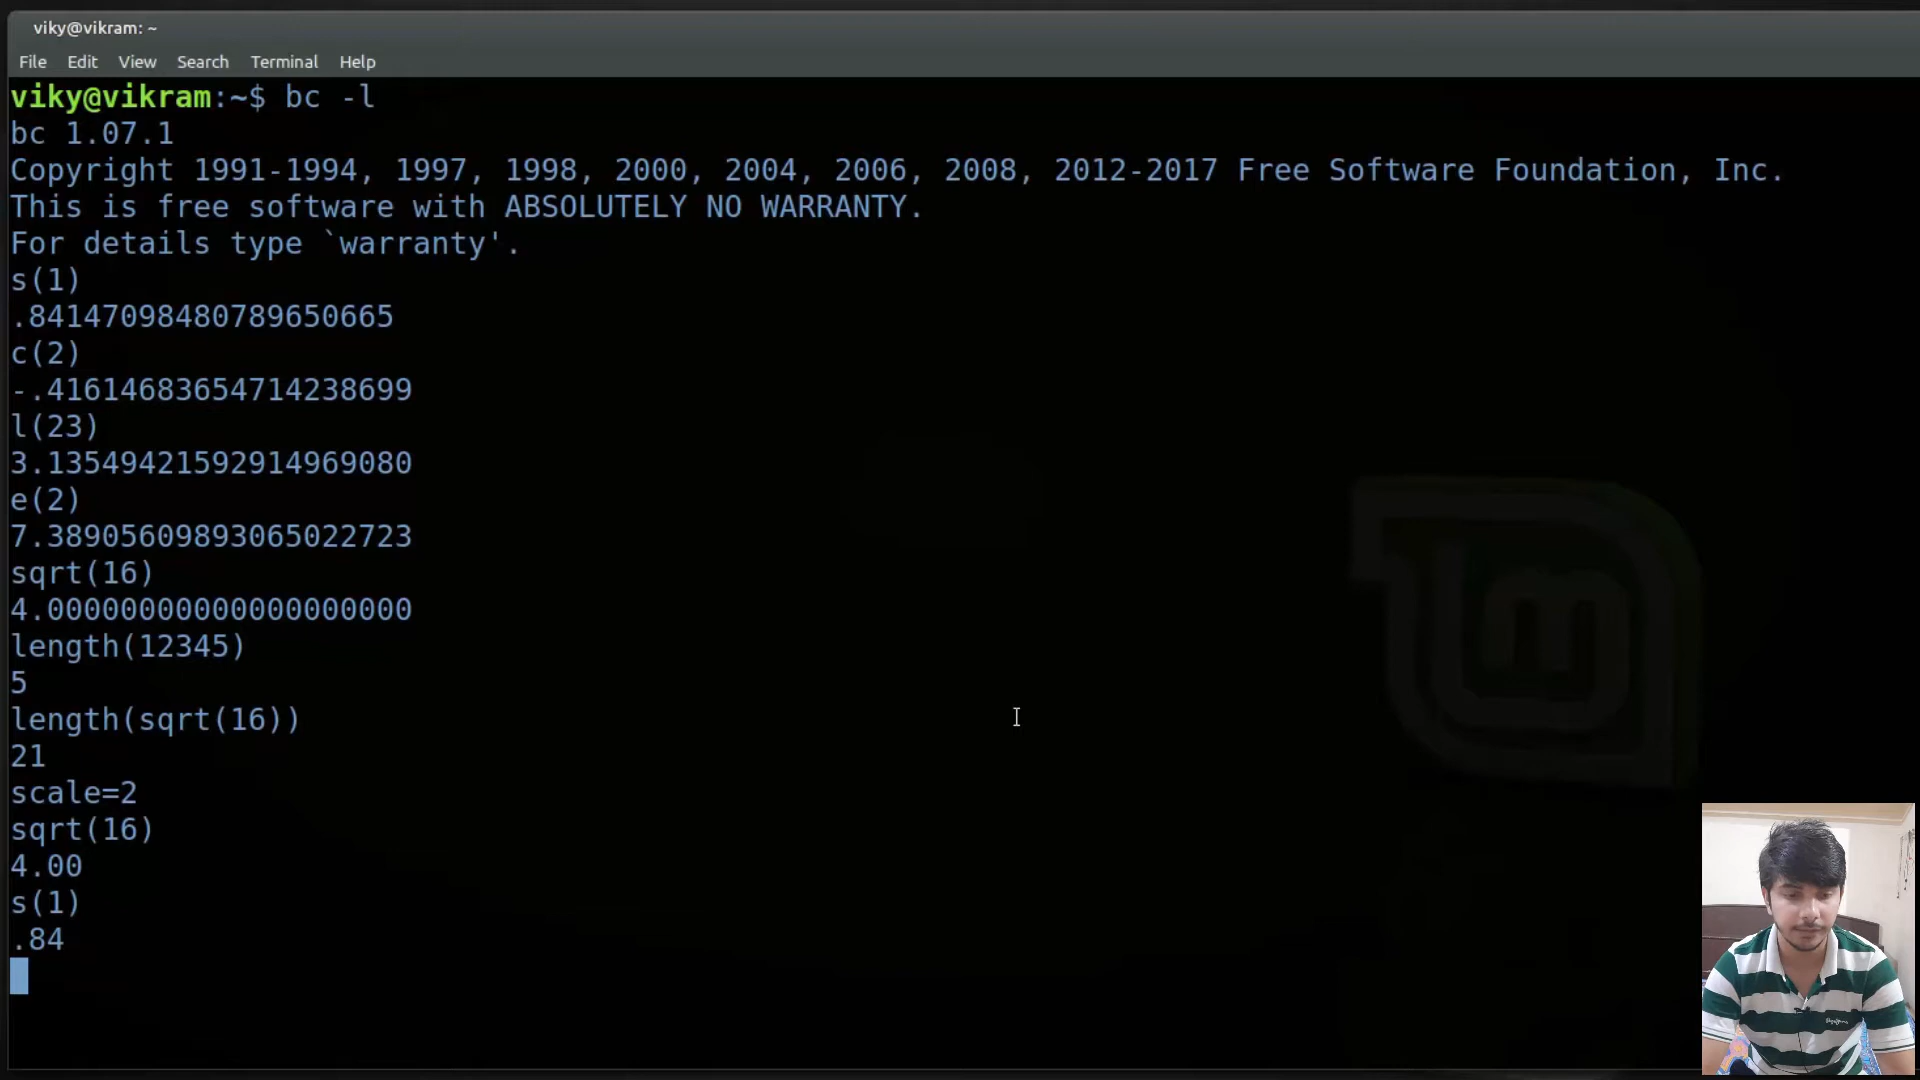 viky@vikram: ~
File Edit View Search Terminal Help
viky@vikram:~$ bc -l
bc 1.07.1
Copyright 1991-1994, 1997, 1998, 2000, 2004, 2006, 2008, 2012-2017 Free Software Foundation, Inc.
This is free software with ABSOLUTELY NO WARRANTY.
For details type `warranty'.
s(1)
.84147098480789650665
c(2)
-.41614683654714238699
l(23)
3.13549421592914969080
e(2)
7.38905609893065022723
sqrt(16)
4.00000000000000000000
length(12345)
5
length(sqrt(16))
21
scale=2
sqrt(16)
4.00
s(1)
.84